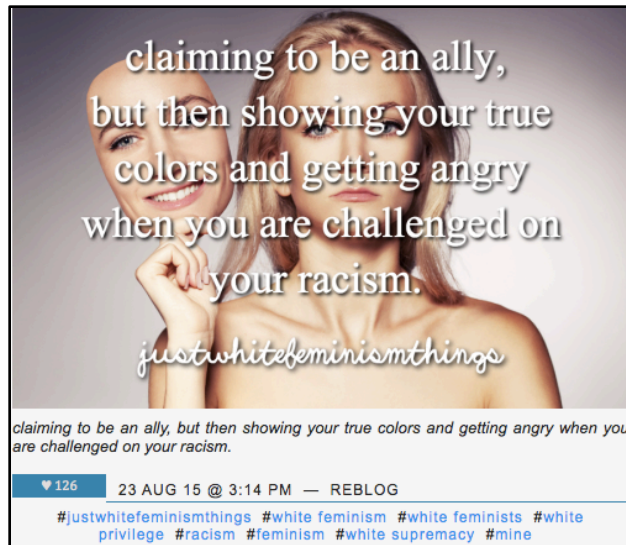 claiming to be an ally,
but then showing your true
colors and getting angry
when you are challenged on
your racism.
justwhitefeminismthings
claiming to be an ally, but then showing your true colors and getting angry when you
are challenged on your racism.
♥ 126
23 AUG 15 @ 3:14 PM — REBLOG
#justwhitefeminismthings #white feminism #white feminists #white
privilege #racism #feminism #white supremacy #mine